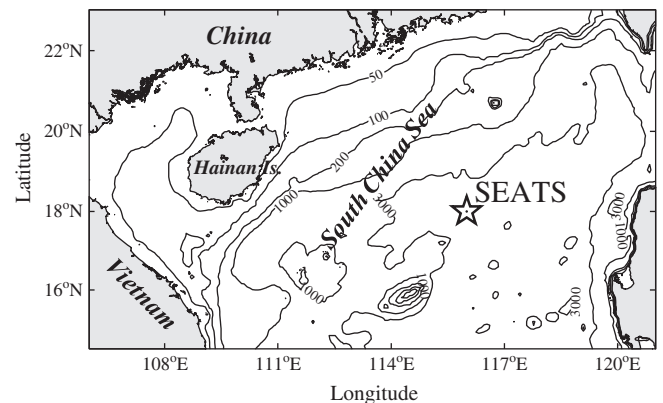 22°N
China
50
20°N
100
Hainan Is.
200
South China Sea
18°N
1000
3000
SEATS
3000
1000
Latitude
Vietnam
16°N
1000
3000
108°E
111°E
114°E
117°E
120°E
Longitude